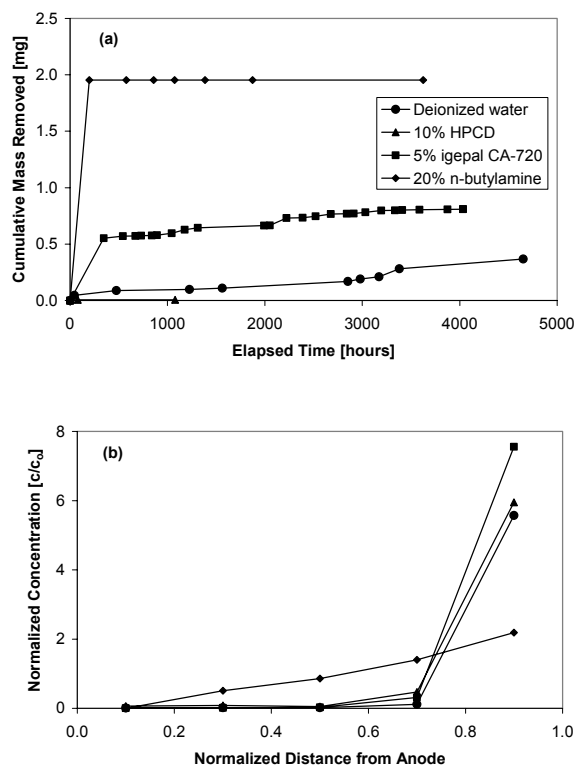 (a)
2.5
2.0
1.5
1.0
0.5
0.0
Cumulative Mass Removed [mg]
Deionized water
10% HPCD
5% igepal CA-720
20% n-butylamine
0 1000 2000 3000 4000 5000
Elapsed Time [hours]
(b)
8
6
4
2
0
Normalized Concentration [c/co]
0.0 0.2 0.4 0.6 0.8 1.0
Normalized Distance from Anode